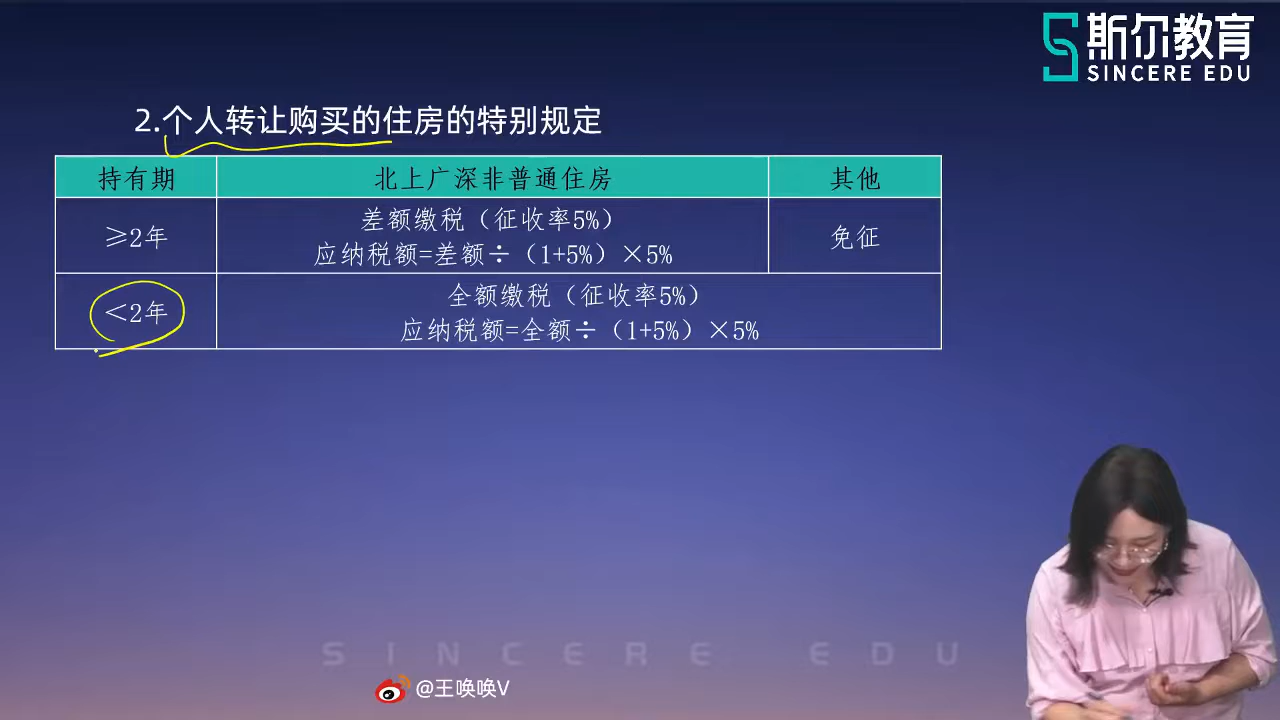 斯尔教育
SINCERE EDU
2.个人转让购买的住房的特别规定
持有期 北上广深非普通住房 其他
≥2年 差额缴税（征收率5%） 免征
应纳税额=差额÷（1+5%）×5%
＜2年 全额缴税（征收率5%）
应纳税额=全额÷（1+5%）×5%
SINCERE EDU
@王唤唤V